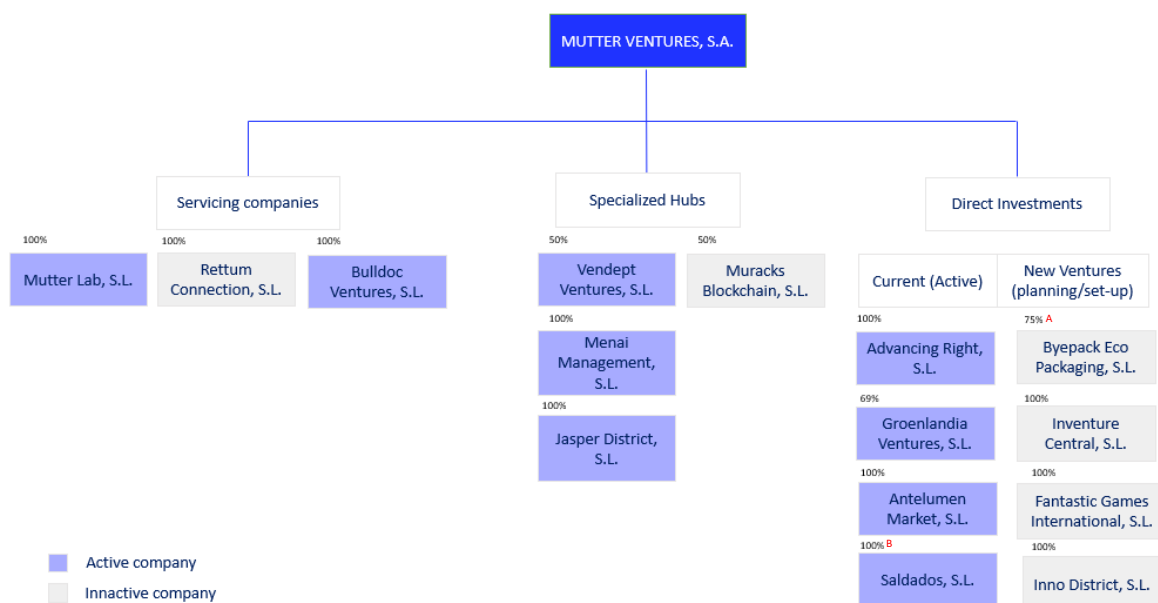 MUTTER VENTURES, S.A.
Servicing companies
100%
Mutter Lab, S.L.
100%
Rettum
Connection, S.L.
100%
Bulldoc
Ventures, S.L.
Specialized Hubs
50%
Vendept
Ventures, S.L.
50%
Muracks
Blockchain, S.L.
100%
Menai
Management,
S.L.
100%
Jasper District,
S.L.
Direct Investments
Current (Active)
New Ventures
(planning/set-up)
100%
Advancing Right,
S.L.
75% A
Byepack Eco
Packaging, S.L.
69%
Groenlandia
Ventures, S.L.
100%
Inventure
Central, S.L.
100%
Antelumen
Market, S.L.
100%
Fantastic Games
International, S.L.
100% B
Saldados, S.L.
100%
Inno District, S.L.
Active company
Innactive company